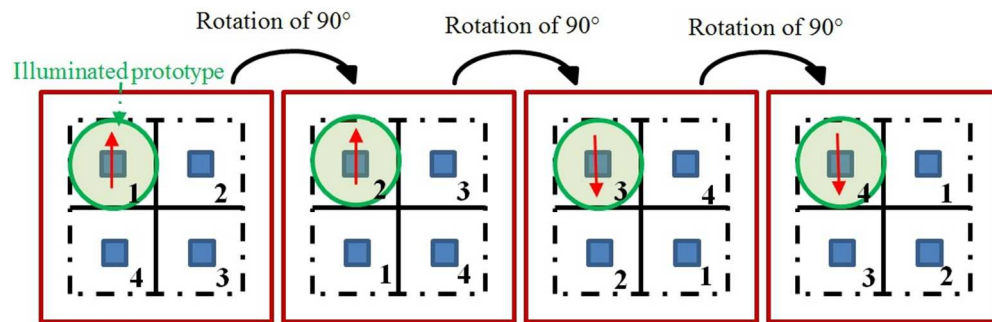 Rotation of 90°
Rotation of 90°
Rotation of 90°
Illuminated prototype
1 2
4 3
2 3
1 4
3 4
2 1
4 1
3 2